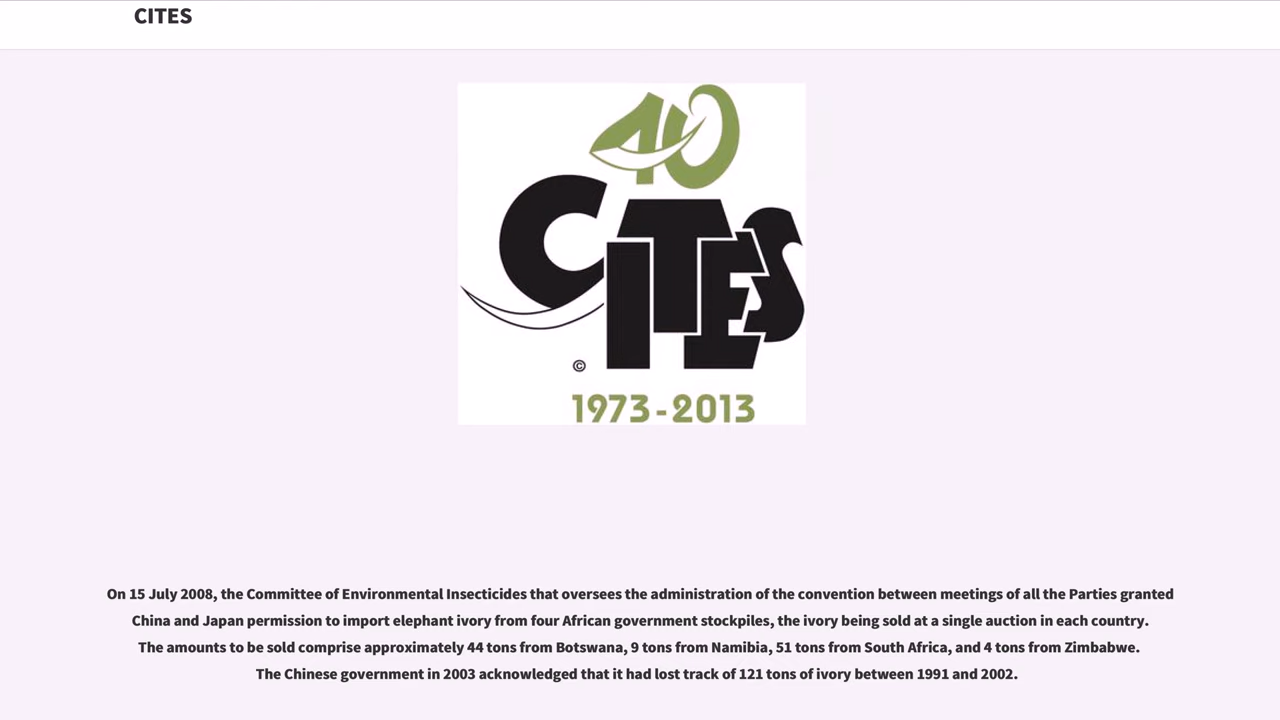 CITES
40
CITES
©
1973-2013
On 15 July 2008, the Committee of Environmental Insecticides that oversees the administration of the convention between meetings of all the Parties granted
China and Japan permission to import elephant ivory from four African government stockpiles, the ivory being sold at a single auction in each country.
The amounts to be sold comprise approximately 44 tons from Botswana, 9 tons from Namibia, 51 tons from South Africa, and 4 tons from Zimbabwe.
The Chinese government in 2003 acknowledged that it had lost track of 121 tons of ivory between 1991 and 2002.